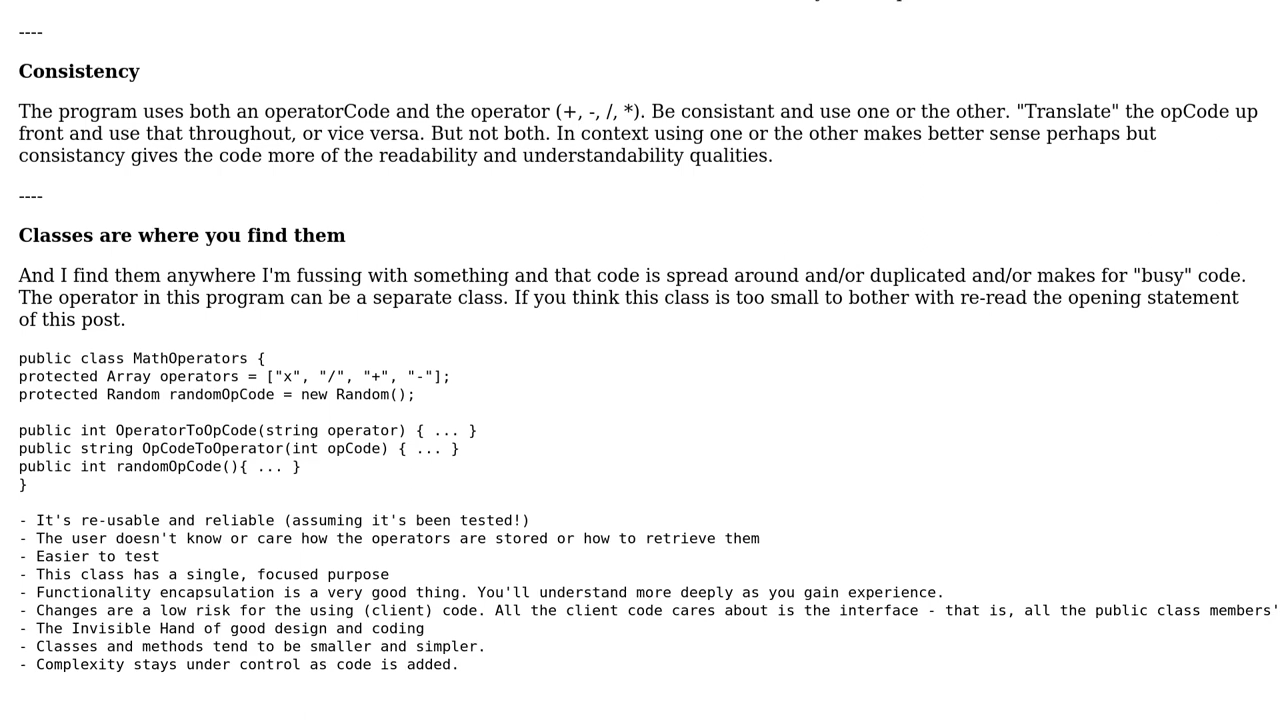 ----
Consistency
The program uses both an operatorCode and the operator (+, -, /, *). Be consistant and use one or the other. "Translate" the opCode up
front and use that throughout, or vice versa. But not both. In context using one or the other makes better sense perhaps but
consistancy gives the code more of the readability and understandability qualities.
----
Classes are where you find them
And I find them anywhere I'm fussing with something and that code is spread around and/or duplicated and/or makes for "busy" code.
The operator in this program can be a separate class. If you think this class is too small to bother with re-read the opening statement
of this post.
public class MathOperators {
protected Array operators = ["x", "/", "+", "-"];
protected Random randomOpCode = new Random();
public int OperatorToOpCode(string operator) { ... }
public string OpCodeToOperator(int opCode) { ... }
public int randomOpCode(){ ... }
}
- It's re-usable and reliable (assuming it's been tested!)
- The user doesn't know or care how the operators are stored or how to retrieve them
- Easier to test
- This class has a single, focused purpose
- Functionality encapsulation is a very good thing. You'll understand more deeply as you gain experience.
- Changes are a low risk for the using (client) code. All the client code cares about is the interface - that is, all the public class members'
- The Invisible Hand of good design and coding
- Classes and methods tend to be smaller and simpler.
- Complexity stays under control as code is added.